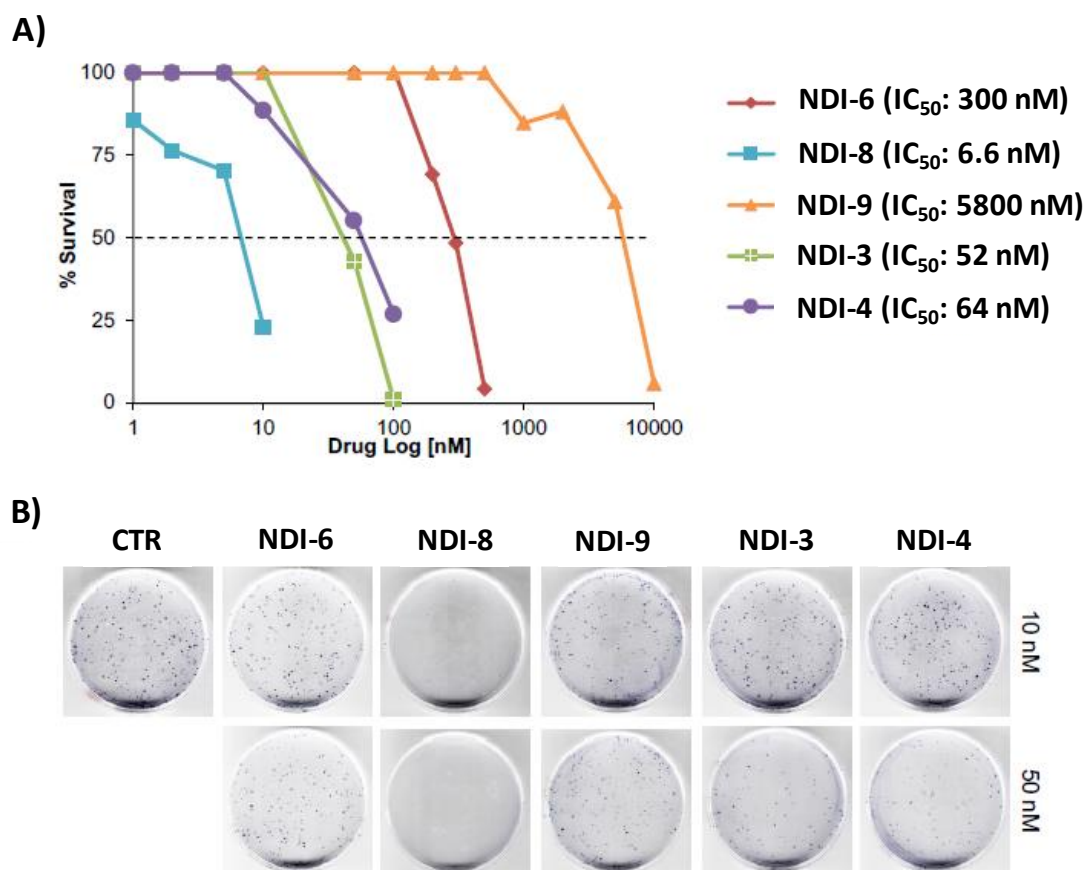 A)
100
75
50
25
0
% Survival
1
10
100
1000
10000
Drug Log [nM]
NDI-6 (IC₅₀: 300 nM)
NDI-8 (IC₅₀: 6.6 nM)
NDI-9 (IC₅₀: 5800 nM)
NDI-3 (IC₅₀: 52 nM)
NDI-4 (IC₅₀: 64 nM)
B)
CTR
NDI-6
NDI-8
NDI-9
NDI-3
NDI-4
10 nM
50 nM